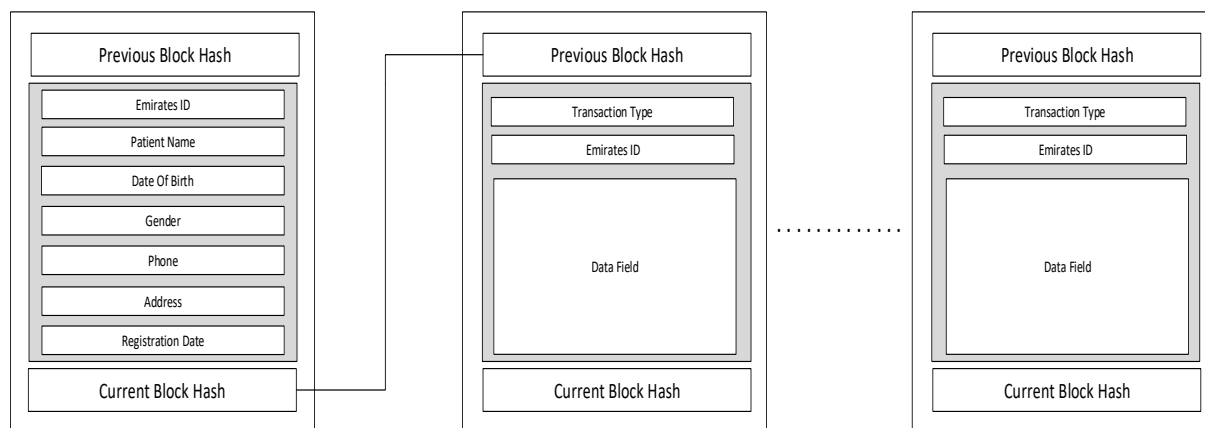 Previous Block Hash
Emirates ID
Patient Name
Date Of Birth
Gender
Phone
Address
Registration Date
Current Block Hash
Previous Block Hash
Transaction Type
Emirates ID
Data Field
Current Block Hash
Previous Block Hash
Transaction Type
Emirates ID
Data Field
Current Block Hash